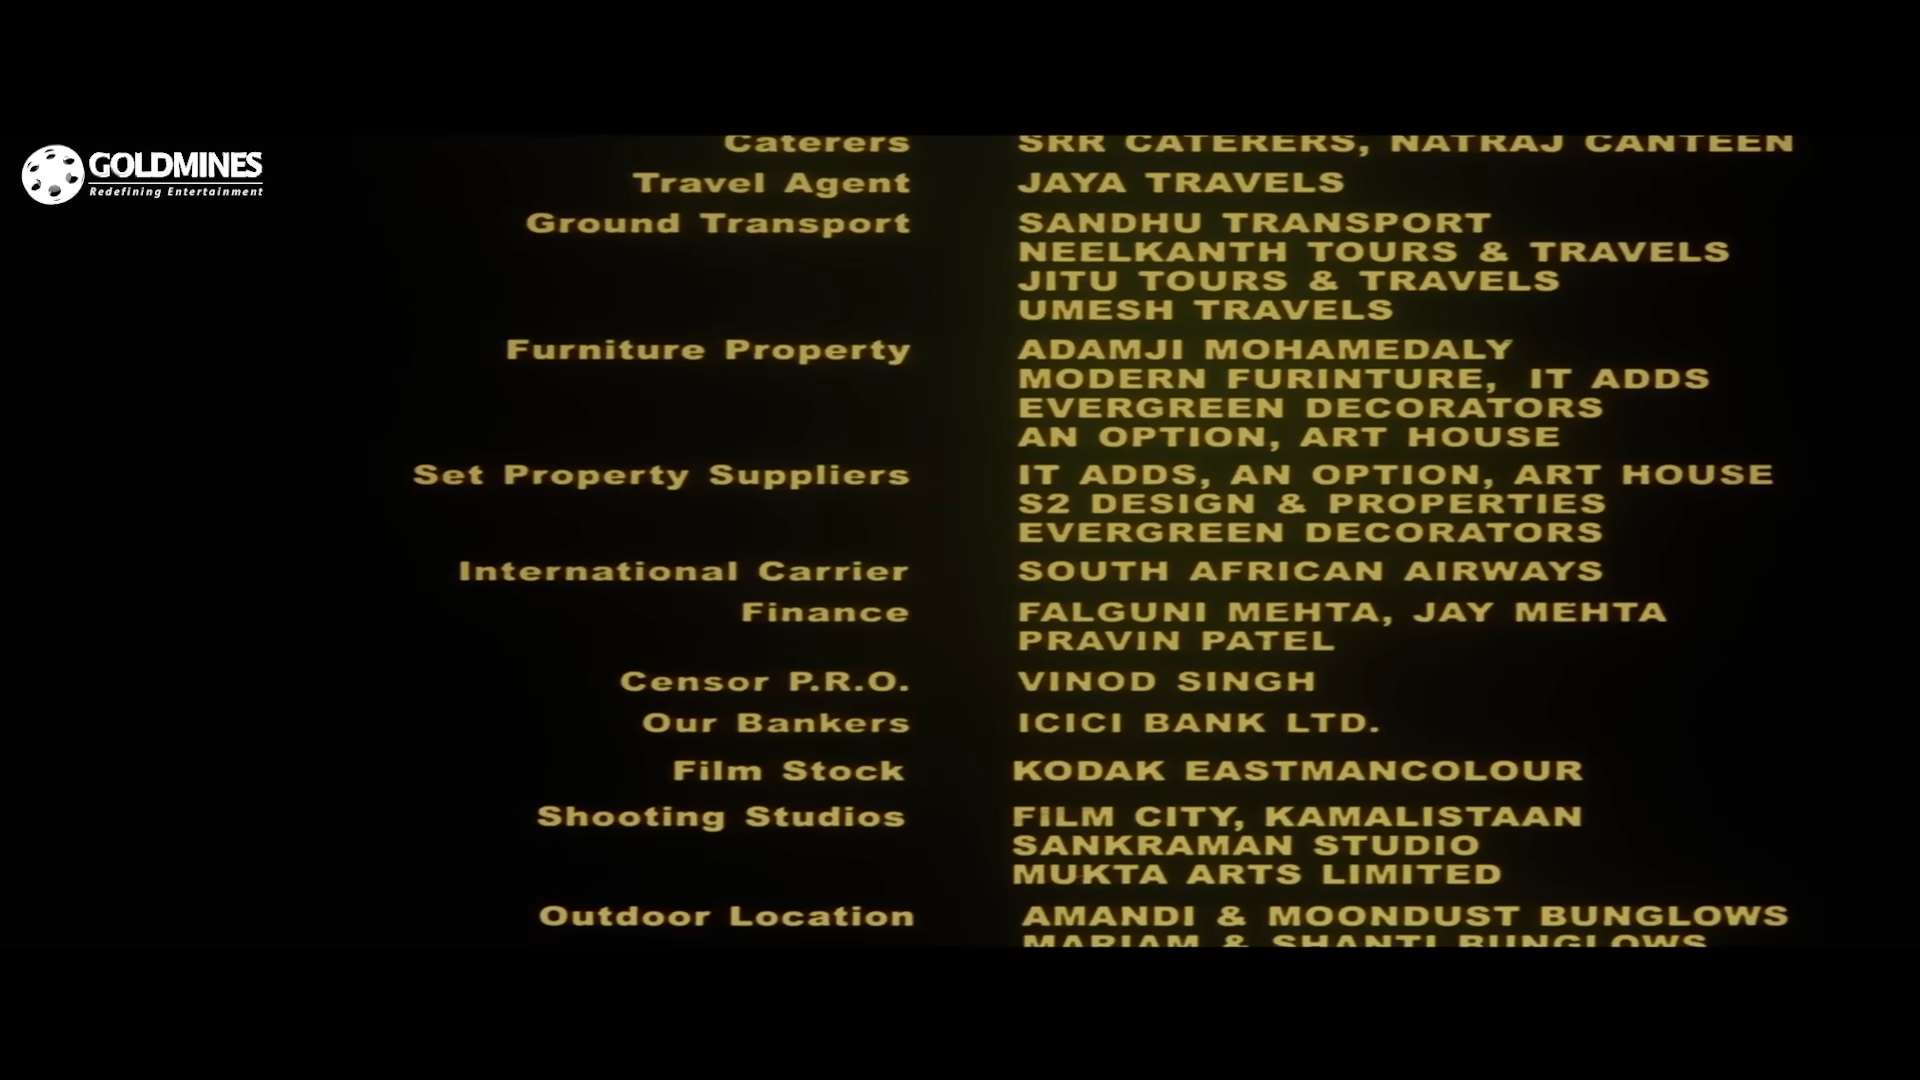 GOLDMINES
Redefining Entertainment
Caterers SRR CATERERS, NATRAJ CANTEEN
Travel Agent JAYA TRAVELS
Ground Transport SANDHU TRANSPORT
NEELKANTH TOURS & TRAVELS
JITU TOURS & TRAVELS
UMESH TRAVELS
Furniture Property ADAMJI MOHAMEDALY
MODERN FURINTURE, IT ADDS
EVERGREEN DECORATORS
AN OPTION, ART HOUSE
Set Property Suppliers IT ADDS, AN OPTION, ART HOUSE
S2 DESIGN & PROPERTIES
EVERGREEN DECORATORS
International Carrier SOUTH AFRICAN AIRWAYS
Finance FALGUNI MEHTA, JAY MEHTA
PRAVIN PATEL
Censor P.R.O. VINOD SINGH
Our Bankers ICICI BANK LTD.
Film Stock KODAK EASTMANCOLOUR
Shooting Studios FILM CITY, KAMALISTAAN
SANKRAMAN STUDIO
MUKTA ARTS LIMITED
Outdoor Location AMANDI & MOONDUST BUNGLOWS
MARIAM & SHANTI BUNGLOWS